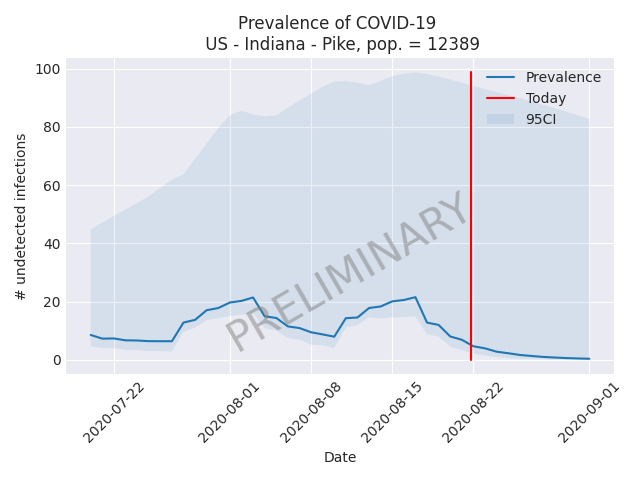 Prevalence of COVID-19
US - Indiana - Pike, pop. = 12389
# undetected infections
100
80
60
40
20
0
Prevalence
Today
95CI
PRELIMINARY
2020-07-22
2020-08-01
2020-08-08
2020-08-15
2020-08-22
2020-09-01
Date